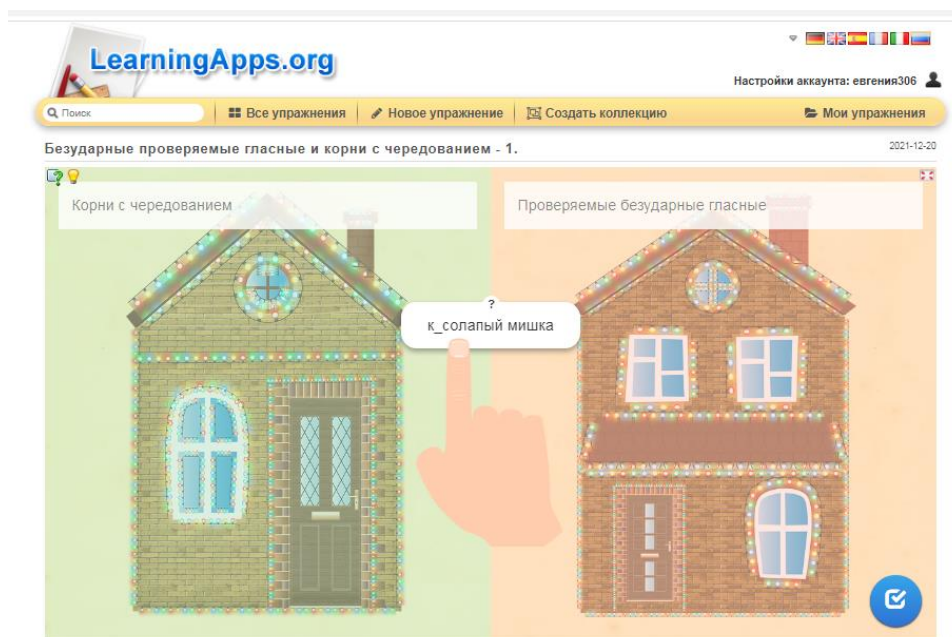 LearningApps.org
Настройки аккаунта: евгения306
Поиск
Все упражнения
Новое упражнение
Создать коллекцию
Мои упражнения
Безударные проверяемые гласные и корни с чередованием - 1.
2021-12-20
Корни с чередованием
Проверяемые безударные гласные
?
к_солапый мишка